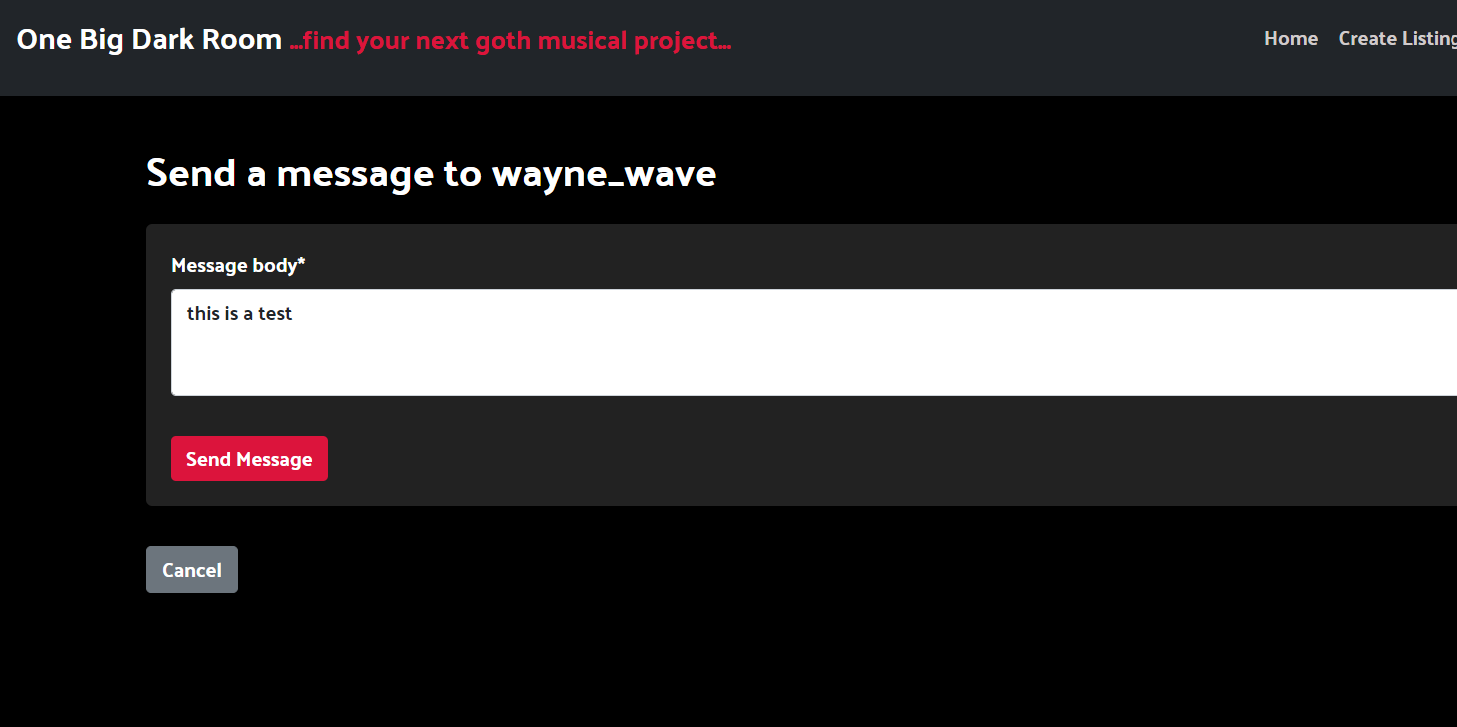 One Big Dark Room ...find your next goth musical project... Home Create Listing
Send a message to wayne_wave
Message body*
this is a test
Send Message
Cancel